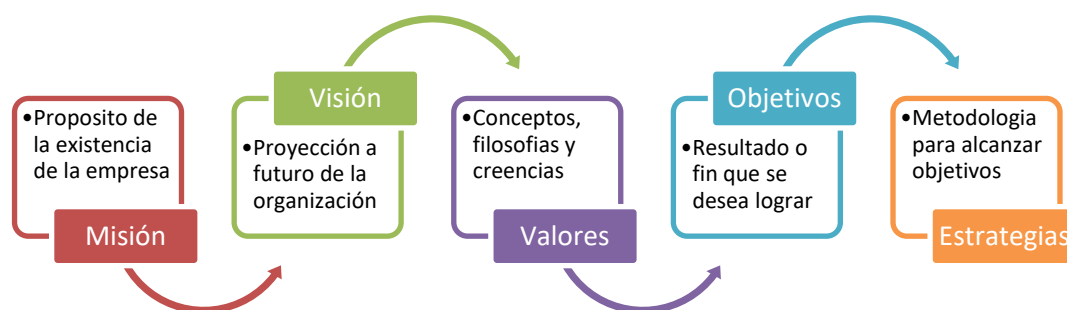 •Proposito de
la existencia
de la empresa
Misión
Visión
•Proyección a
futuro de la
organización
•Conceptos,
filosofias y
creencias
Valores
Objetivos
•Resultado o
fin que se
desea lograr
•Metodologia
para alcanzar
objetivos
Estrategias